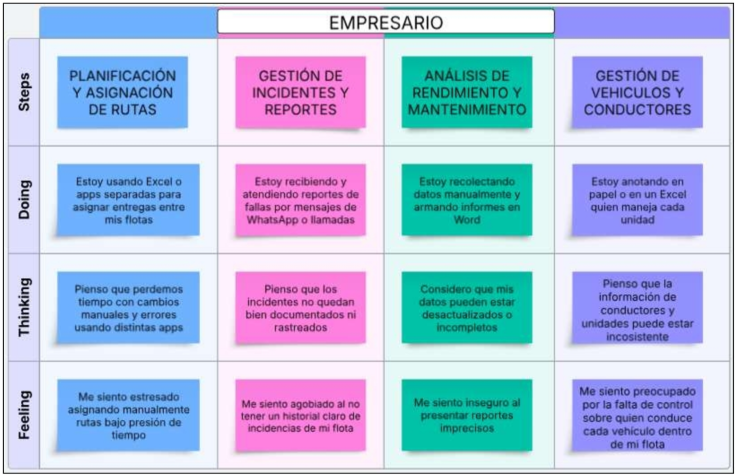 EMPRESARIO
Steps
PLANIFICACIÓN
Y ASIGNACIÓN
DE RUTAS
GESTIÓN DE
INCIDENTES Y
REPORTES
ANÁLISIS DE
RENDIMIENTO Y
MANTENIMIENTO
GESTIÓN DE
VEHICULOS Y
CONDUCTORES
Doing
Estoy usando Excel o
apps separadas para
asignar entregas entre
mis flotas
Estoy recibiendo y
atendiendo reportes de
fallas por mensajes de
WhatsApp o llamadas
Estoy recolectando
datos manualmente y
armando informes en
Word
Estoy anotando en
papel o en un Excel
quien maneja cada
unidad
Thinking
Pienso que perdemos
tiempo con cambios
manuales y errores
usando distintas apps
Pienso que los
incidentes no quedan
bien documentados ni
rastreados
Considero que mis
datos pueden estar
desactualizados o
incompletos
Pienso que la
información de
conductores y
unidades puede estar
incosistente
Feeling
Me siento estresado
asignando manualmente
rutas bajo presión de
tiempo
Me siento agobiado al no
tener un historial claro de
incidencias de mi flota
Me siento inseguro al
presentar reportes
imprecisos
Me siento preocupado
por la falta de control
sobre quien conduce
cada vehículo dentro
de mi flota